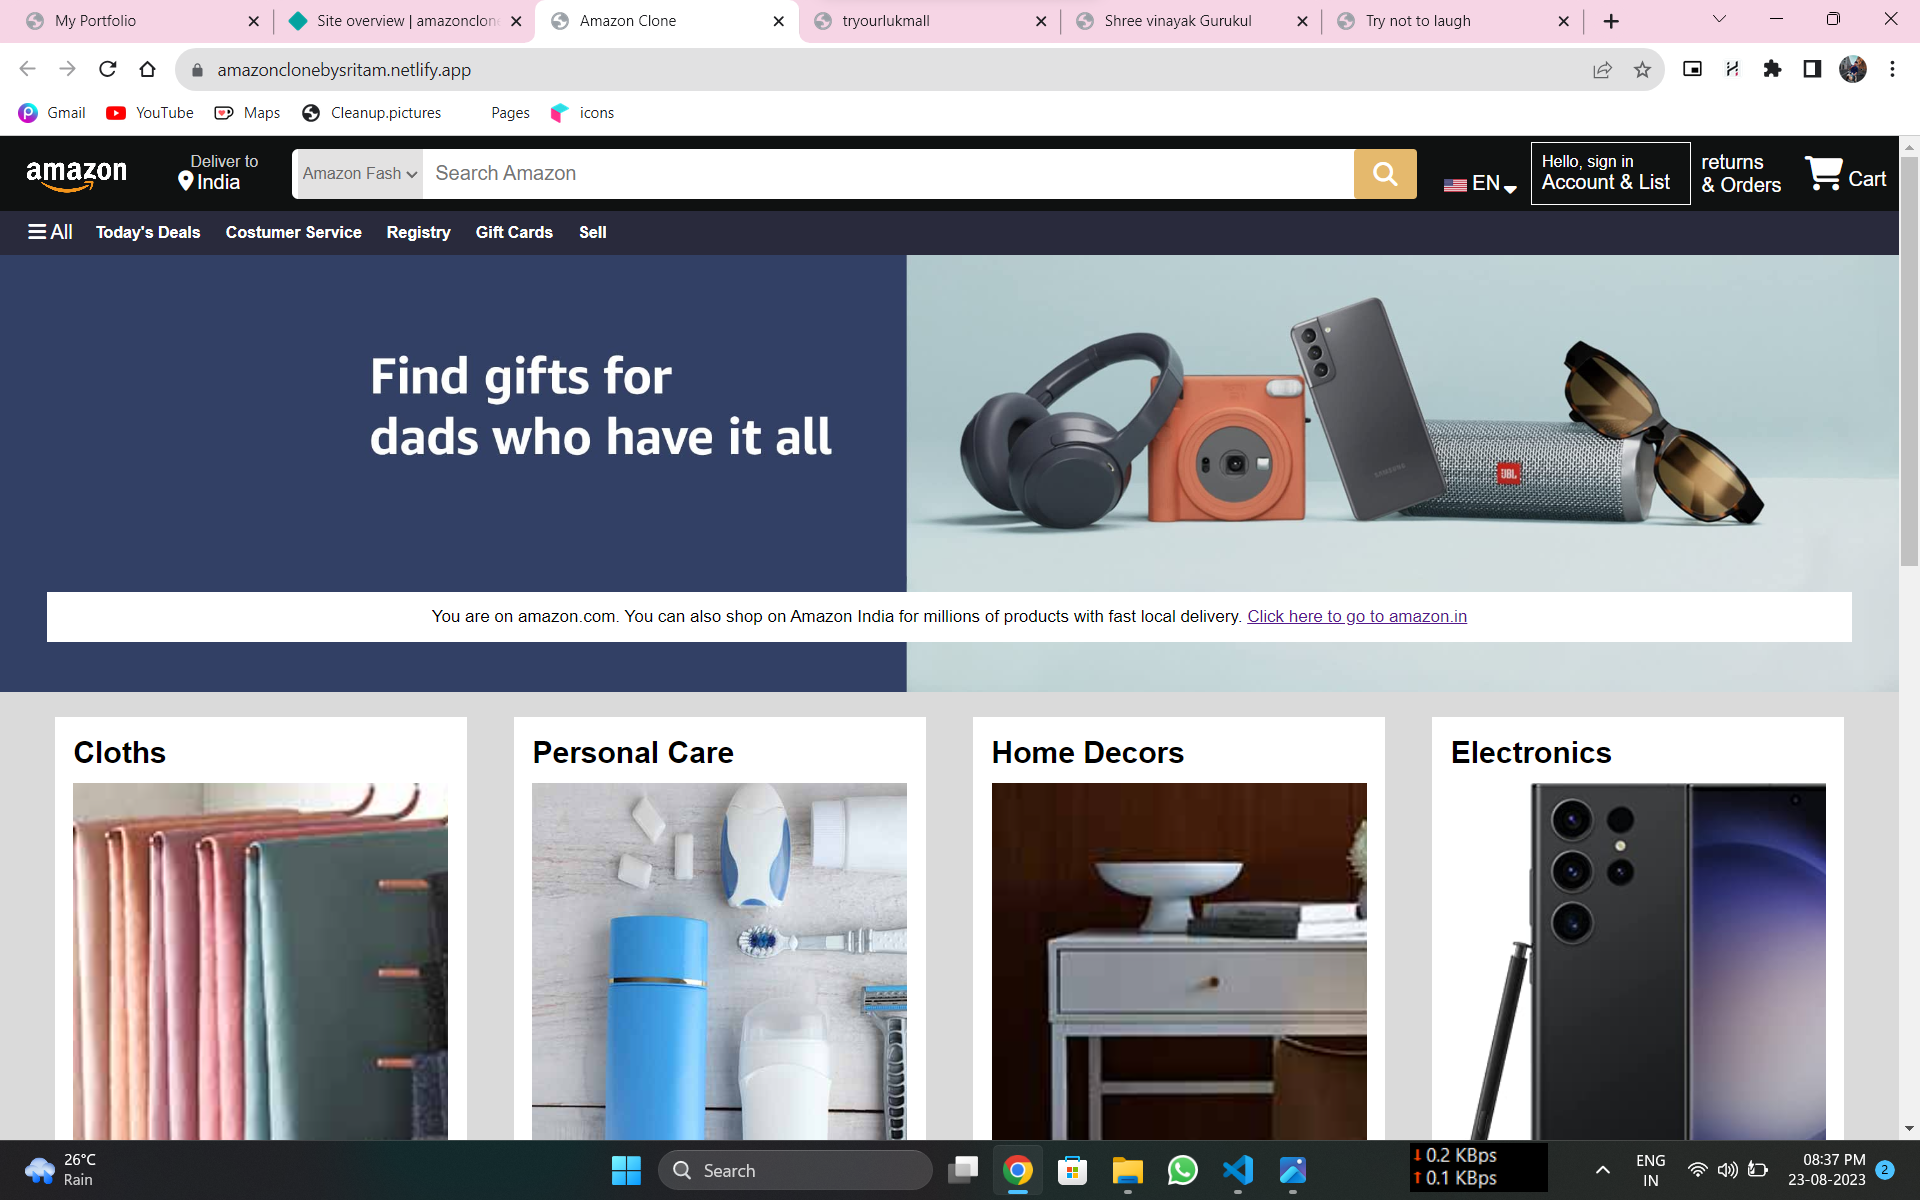 My Portfolio
Site overview | amazonclone
Amazon Clone
tryourlukmall
Shree vinayak Gurukul
Try not to laugh
amazonclonebysritam.netlify.app
Gmail
YouTube
Maps
Cleanup.pictures
Pages
icons
amazon
Deliver to
India
Amazon Fash
Search Amazon
EN
Hello, sign in
Account & List
returns
& Orders
Cart
All
Today's Deals
Costumer Service
Registry
Gift Cards
Sell
Find gifts for
dads who have it all
SAMSUNG
JBL
You are on amazon.com. You can also shop on Amazon India for millions of products with fast local delivery. Click here to go to amazon.in
Cloths
Personal Care
Home Decors
Electronics
26°C
Rain
Search
0.2 KBps
0.1 KBps
ENG
IN
08:37 PM
23-08-2023
2